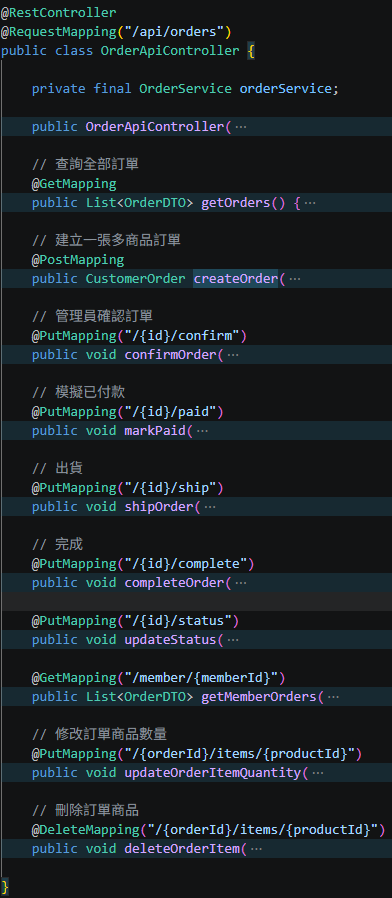 @RestController
@RequestMapping("/api/orders")
public class OrderApiController {
private final OrderService orderService;
public OrderApiController( ⋯
// 查詢全部訂單
@GetMapping
public List<OrderDTO> getOrders() { ⋯
// 建立一張多商品訂單
@PostMapping
public CustomerOrder createOrder( ⋯
// 管理員確認訂單
@PutMapping("/{id}/confirm")
public void confirmOrder( ⋯
// 模擬已付款
@PutMapping("/{id}/paid")
public void markPaid( ⋯
// 出貨
@PutMapping("/{id}/ship")
public void shipOrder( ⋯
// 完成
@PutMapping("/{id}/complete")
public void completeOrder( ⋯
@PutMapping("/{id}/status")
public void updateStatus( ⋯
@GetMapping("/member/{memberId}")
public List<OrderDTO> getMemberOrders( ⋯
// 修改訂單商品數量
@PutMapping("/{orderId}/items/{productId}")
public void updateOrderItemQuantity( ⋯
// 刪除訂單商品
@DeleteMapping("/{orderId}/items/{productId}")
public void deleteOrderItem( ⋯
}